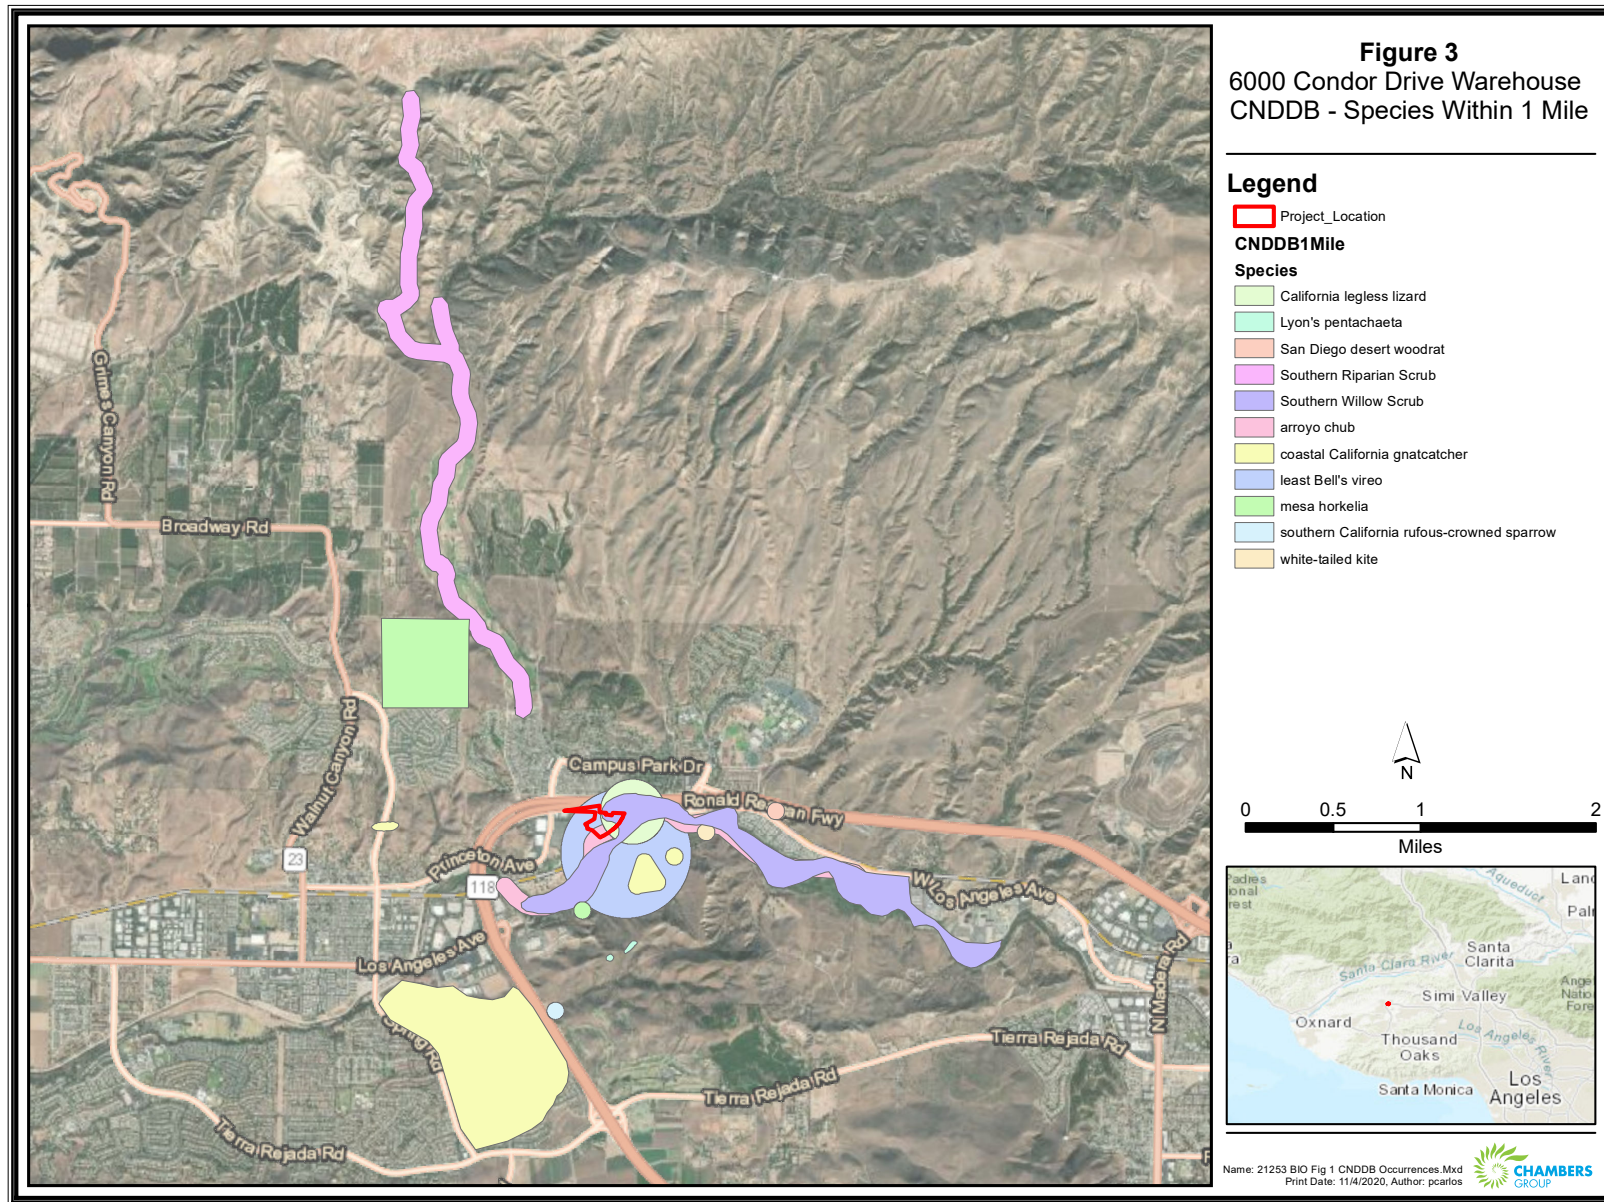 Figure 3
6000 Condor Drive Warehouse
CNDDB - Species Within 1 Mile
Legend
Project_Location
CNDDB1Mile
Species
California legless lizard
Lyon's pentachaeta
San Diego desert woodrat
Southern Riparian Scrub
Southern Willow Scrub
arroyo chub
coastal California gnatcatcher
least Bell's vireo
mesa horkelia
southern California rufous-crowned sparrow
white-tailed kite
N
0 0.5 1 2
Miles
Grimes Canyon Rd
Broadway Rd
Walnut Canyon Rd
Campus Park Dr
Ronald Reagan Fwy
23
Princeton Ave
118
W Los Angeles Ave
Los Angeles Ave
N Madera Rd
Spring Rd
Tierra Rejada Rd
Tierra Rejada Rd
Tierra Rejada Rd
Padres
Aqueduct
Santa Clarita
Santa Clara River
Simi Valley
Oxnard
Los Angeles River
Thousand Oaks
Santa Monica
Los Angeles
Name: 21253 BIO Fig 1 CNDDB Occurrences.Mxd
Print Date: 11/4/2020, Author: pcarlos
CHAMBERS
GROUP